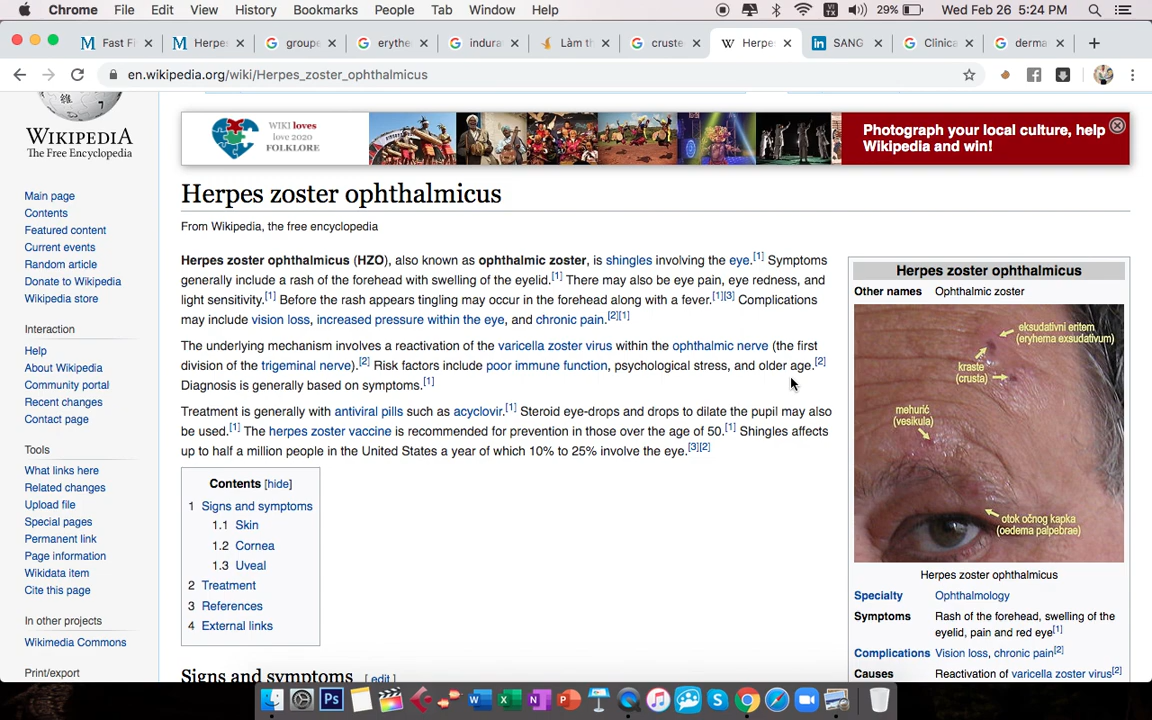 Chrome File Edit View History Bookmarks People Tab Window Help VI TX 29% Wed Feb 26 5:24 PM
Fast Fi Herpe groupe erythe indura Làm th cruste Herpe SANG Clinica derma
en.wikipedia.org/wiki/Herpes_zoster_ophthalmicus
WIKIPEDIA
The Free Encyclopedia
Main page
Contents
Featured content
Current events
Random article
Donate to Wikipedia
Wikipedia store
Interaction
Help
About Wikipedia
Community portal
Recent changes
Contact page
Tools
What links here
Related changes
Upload file
Special pages
Permanent link
Page information
Wikidata item
Cite this page
In other projects
Wikimedia Commons
Print/export
WIKI loves
love 2020
FOLKLORE
Photograph your local culture, help
Wikipedia and win!
Herpes zoster ophthalmicus
From Wikipedia, the free encyclopedia
Herpes zoster ophthalmicus (HZO), also known as ophthalmic zoster, is shingles involving the eye.[1] Symptoms
generally include a rash of the forehead with swelling of the eyelid.[1] There may also be eye pain, eye redness, and
light sensitivity.[1] Before the rash appears tingling may occur in the forehead along with a fever.[1][3] Complications
may include vision loss, increased pressure within the eye, and chronic pain.[2][1]
The underlying mechanism involves a reactivation of the varicella zoster virus within the ophthalmic nerve (the first
division of the trigeminal nerve).[2] Risk factors include poor immune function, psychological stress, and older age.[2]
Diagnosis is generally based on symptoms.[1]
Treatment is generally with antiviral pills such as acyclovir.[1] Steroid eye-drops and drops to dilate the pupil may also
be used.[1] The herpes zoster vaccine is recommended for prevention in those over the age of 50.[1] Shingles affects
up to half a million people in the United States a year of which 10% to 25% involve the eye.[3][2]
Contents [hide]
1 Signs and symptoms
1.1 Skin
1.2 Cornea
1.3 Uveal
2 Treatment
3 References
4 External links
Signs and symptoms [ edit ]
Herpes zoster ophthalmicus
Other names Ophthalmic zoster
eksudativni eritem
(eryhema exsudativum)
kraste
(crusta)
mehurić
(vesikula)
otok očnog kapka
(oedema palpebrae)
Herpes zoster ophthalmicus
Specialty Ophthalmology
Symptoms Rash of the forehead, swelling of the
eyelid, pain and red eye[1]
Complications Vision loss, chronic pain[2]
Causes Reactivation of varicella zoster virus[2]